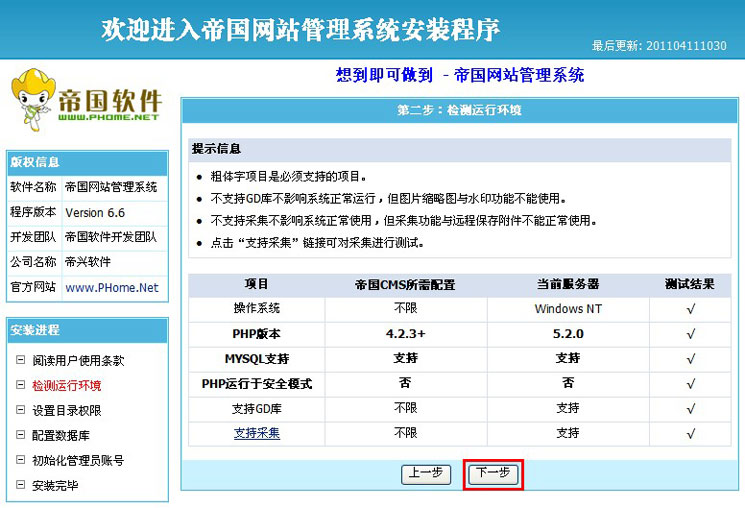 欢迎进入帝国网站管理系统安装程序
最后更新: 201104111030
帝国软件
WWW.PHOME.NET
版权信息
软件名称 帝国网站管理系统
程序版本 Version 6.6
开发团队 帝国软件开发团队
公司名称 帝兴软件
官方网站 www.PHome.Net
安装进程
阅读用户使用条款
检测运行环境
设置目录权限
配置数据库
初始化管理员账号
安装完毕
想到即可做到 - 帝国网站管理系统
第二步：检测运行环境
提示信息
● 粗体字项目是必须支持的项目。
● 不支持GD库不影响系统正常运行，但图片缩略图与水印功能不能使用。
● 不支持采集不影响系统正常使用，但采集功能与远程保存附件不能正常使用。
● 点击“支持采集”链接可对采集进行测试。
项目 帝国CMS所需配置 当前服务器 测试结果
操作系统 不限 Windows NT √
PHP版本 4.2.3+ 5.2.0 √
MYSQL支持 支持 支持 √
PHP运行于安全模式 否 否 √
支持GD库 不限 支持 √
支持采集 不限 支持 √
上一步 下一步